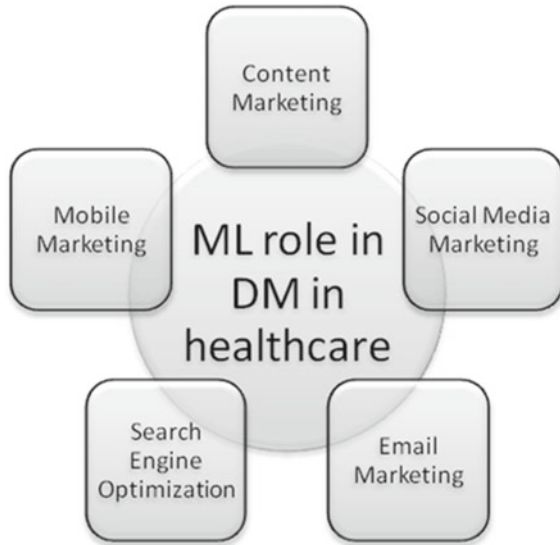 Content
Marketing
Mobile
Marketing
Social Media
Marketing
ML role in
DM in
healthcare
Search
Engine
Optimization
Email
Marketing